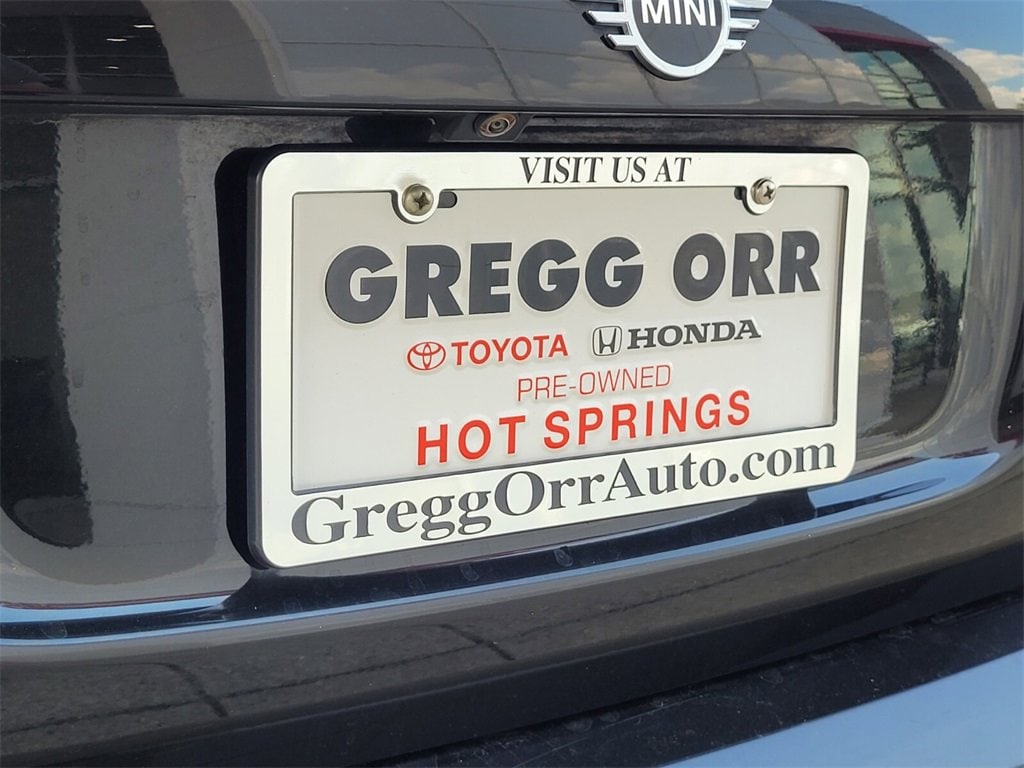 MINI
VISIT US AT
GREGG ORR
TOYOTA HONDA
PRE-OWNED
HOT SPRINGS
GreggOrrAuto.com